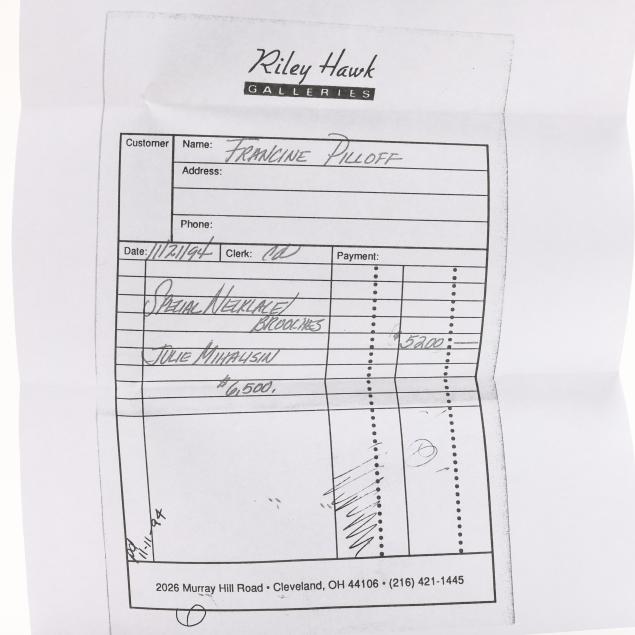 Riley Hawk
GALLERIES
Customer
Name: FRANCINE PILLOFF
Address:
Phone:
Date: 11/21/94 Clerk: Payment:
SPECIAL NECKLACE/
BROOCHES
$5200 —
JULIE MIHALISIN
$6,500.
11-11-94
2026 Murray Hill Road • Cleveland, OH 44106 • (216) 421-1445